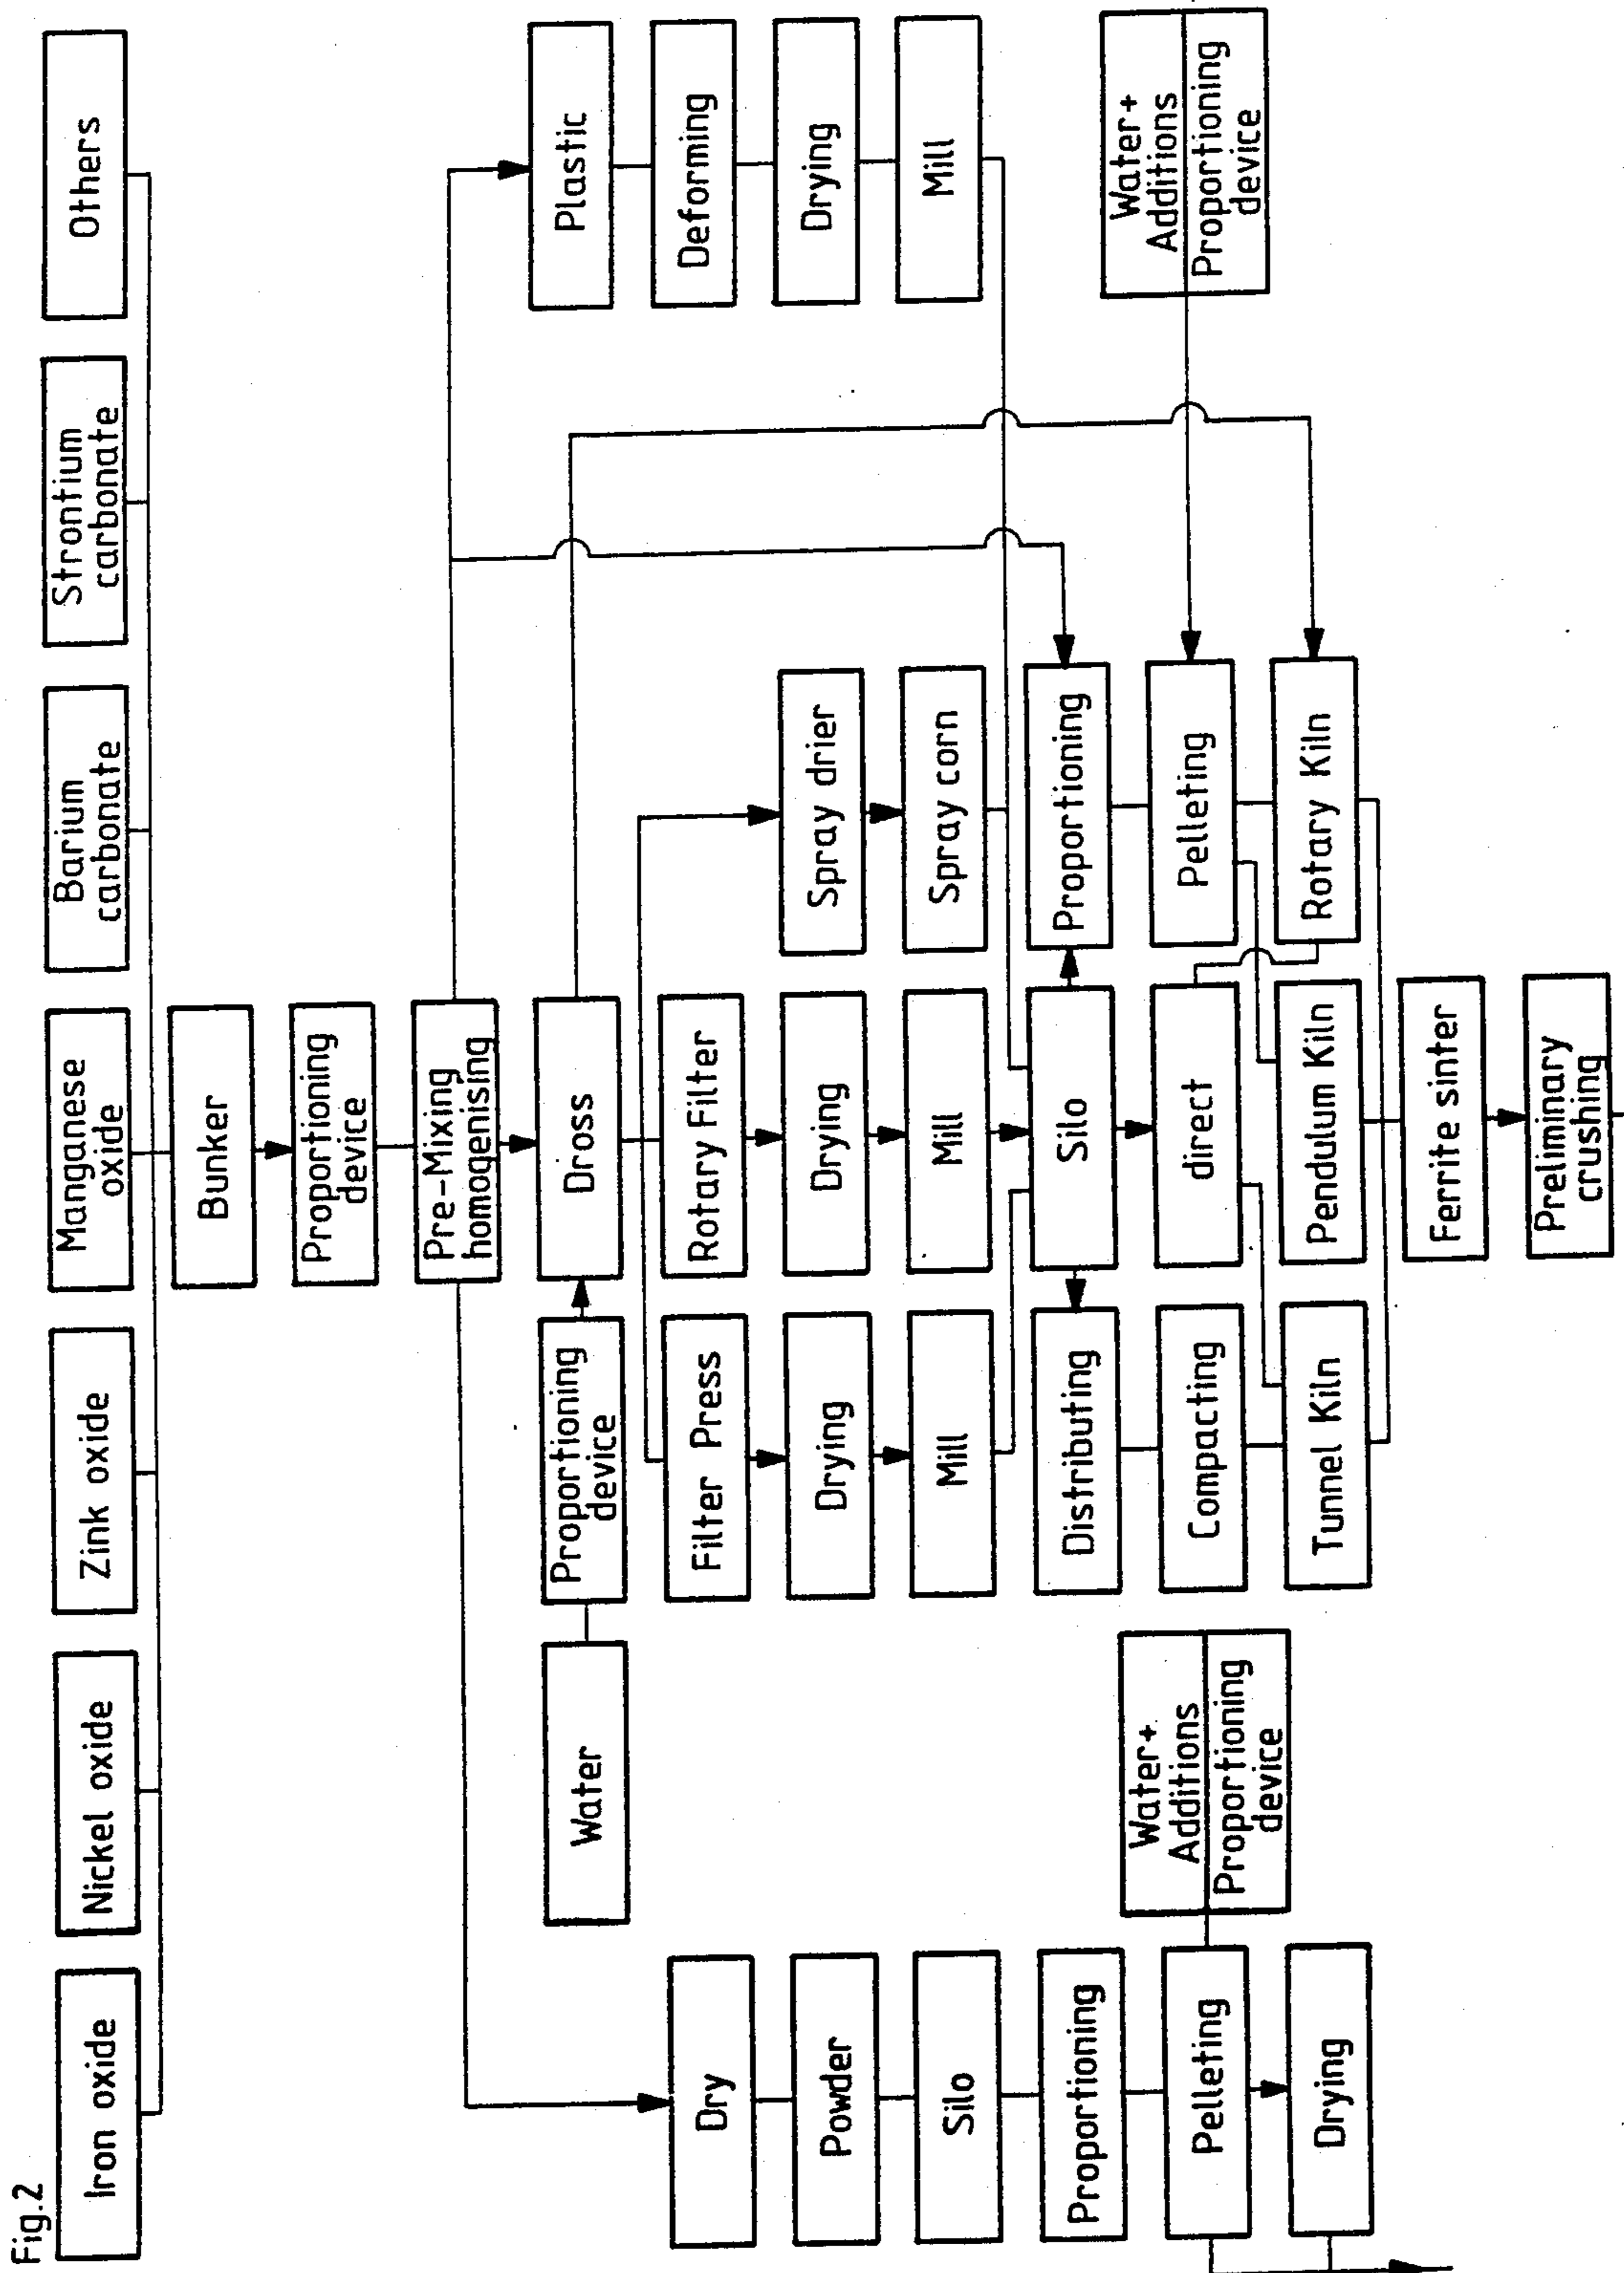 Fig.2
Iron oxide
Nickel oxide
Zink oxide
Manganese
oxide
Barium
carbonate
Strontium
carbonate
Others
Bunker
Proportioning
device
Pre-Mixing
homogenising
Water
Proportioning
device
Dross
Plastic
Deforming
Drying
Mill
Dry
Powder
Silo
Proportioning
Pelleting
Drying
Water+
Additions
Proportioning
device
Filter Press
Drying
Mill
Rotary Filter
Drying
Mill
Spray drier
Spray corn
Distributing
Silo
Proportioning
Compacting
direct
Pelleting
Water+
Additions
Proportioning
device
Tunnel Kiln
Pendulum Kiln
Rotary Kiln
Ferrite sinter
Preliminary
crushing